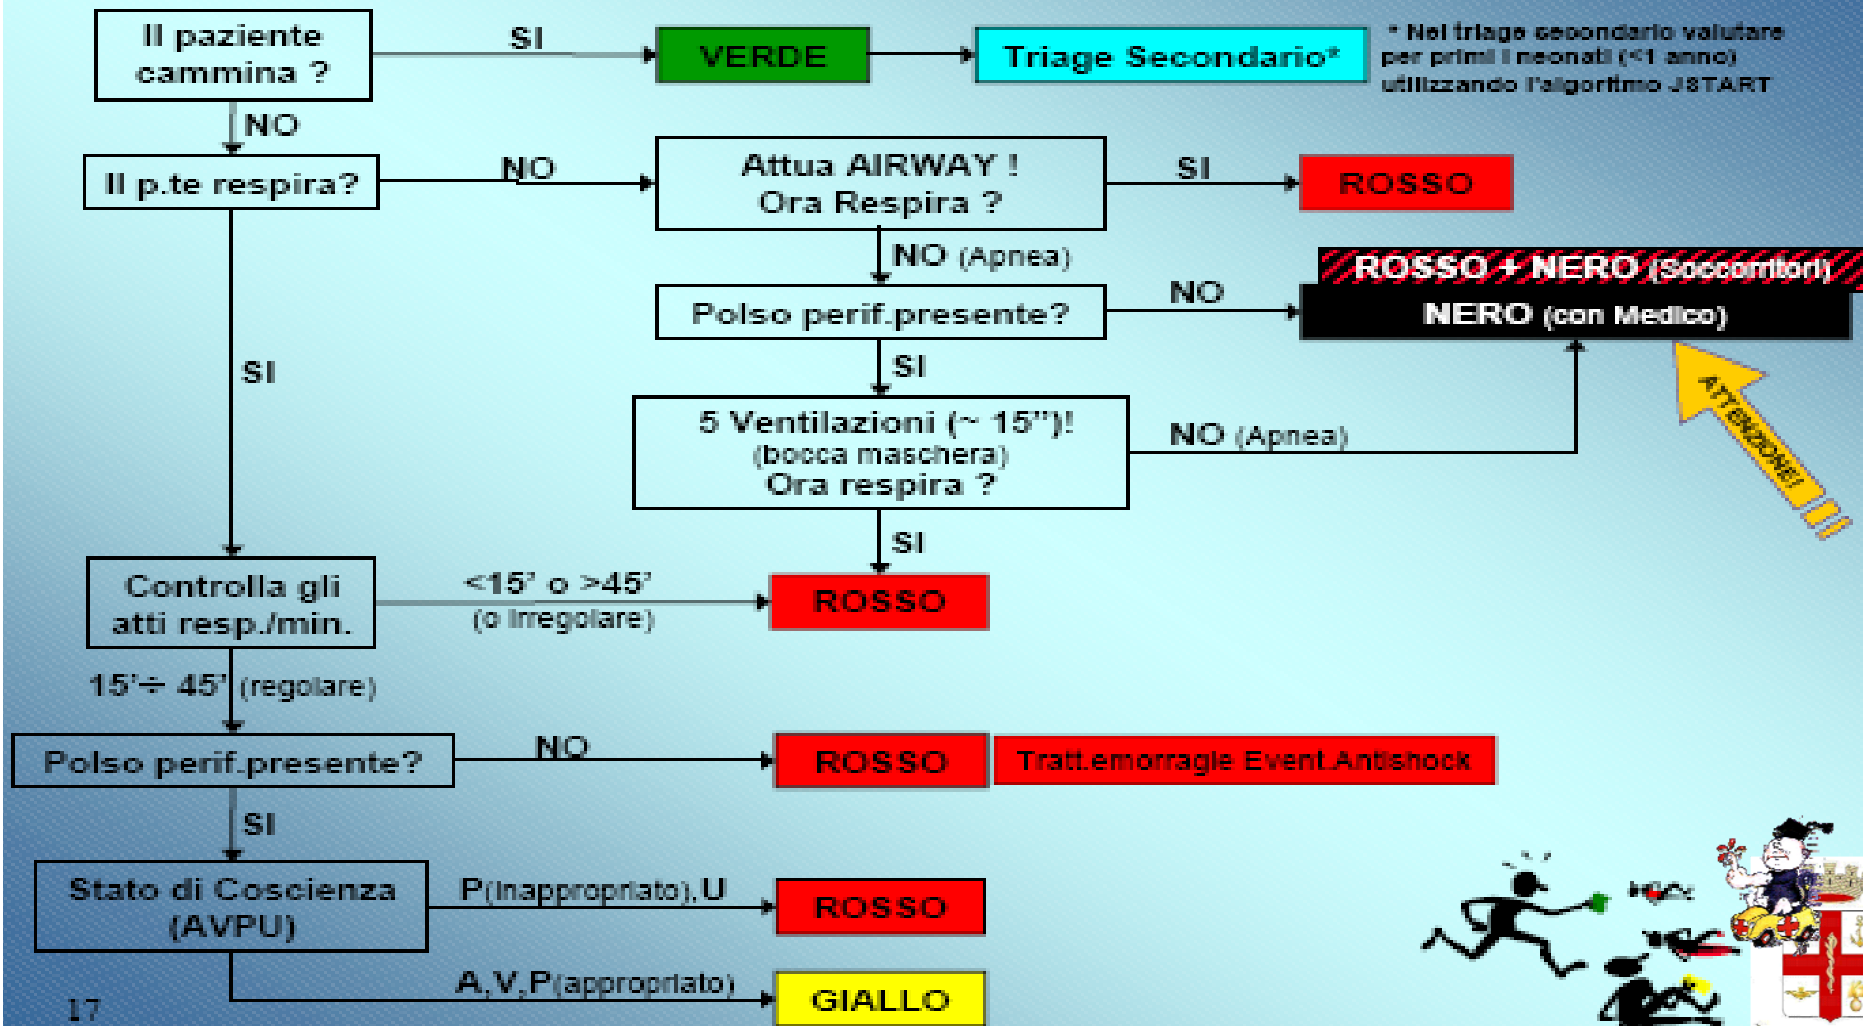 Il paziente
cammina ?
SI
VERDE
Triage Secondario*
* Nel triage secondario valutare
per primi i neonati (<1 anno)
utilizzando l'algoritmo JSTART
NO
Il p.te respira?
NO
Attua AIRWAY !
Ora Respira ?
SI
ROSSO
NO (Apnea)
ROSSO + NERO (Soccorritori)
Polso perif.presente?
NO
NERO (con Medico)
SI
SI
ATTENZIONE!
5 Ventilazioni (~ 15'')!
(bocca maschera)
Ora respira ?
NO (Apnea)
SI
Controlla gli
atti resp./min.
<15' o >45'
(o irregolare)
ROSSO
15'÷ 45' (regolare)
Polso perif.presente?
NO
ROSSO
Tratt.emorragie Event.Antishock
SI
Stato di Coscienza
(AVPU)
P(inappropriato),U
ROSSO
A,V,P(appropriato)
GIALLO
17